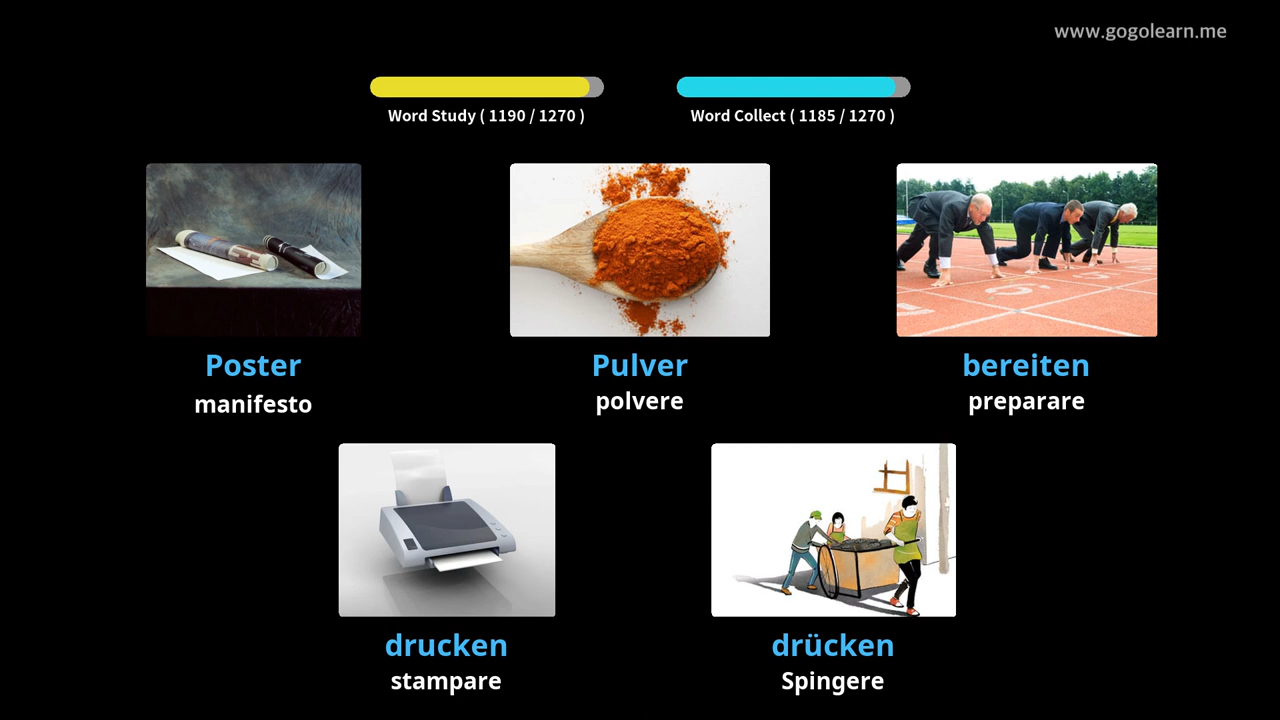 www.gogolearn.me
Word Study ( 1190 / 1270 )
Word Collect ( 1185 / 1270 )
Poster
manifesto
Pulver
polvere
bereiten
preparare
drucken
stampare
drücken
Spingere